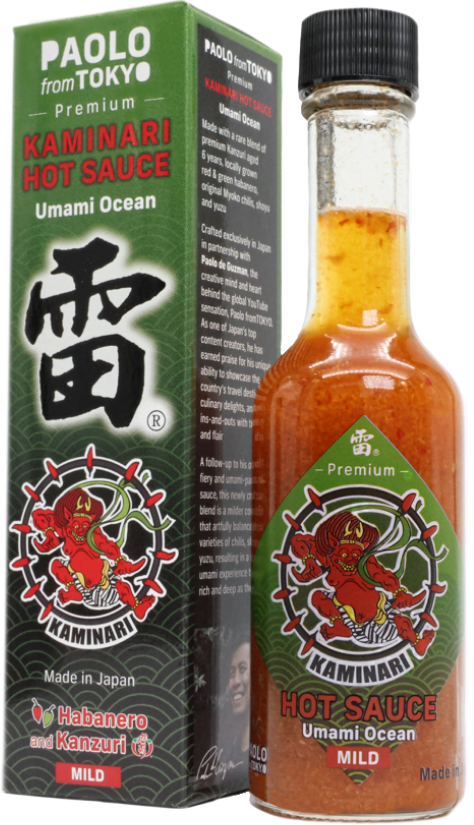 PAOLO
from TOKYO
Premium
KAMINARI
HOT SAUCE
Umami Ocean
雷
®
KAMINARI
Made in Japan
Habanero
and Kanzuri
MILD
PAOLO fromTOKYO
Premium
KAMINARI HOT SAUCE
Umami Ocean
Made with a rare blend of
premium Kanzuri aged
6 years, locally grown
red & green habanero,
original Myoko chilis, shoyu
and yuzu
Crafted exclusively in Japan
in partnership with
Paolo de Guzman, the
creative mind and heart
behind the global YouTube
sensation, Paolo fromTOKYO.
As one of Japan's top
content creators, he has
earned praise for his unique
ability to showcase the
country's travel
culinary delights, an
ins-and-outs with
and flair
A follow-up to his
fiery and
sauce, this newly
blend is a milder
that artfully balance
varieties of chilis,
yuzu, resulting in a
umami experience
rich and deep as the
PAOLO
from TOKYO
雷
®
Premium
KAMINARI
HOT SAUCE
Umami Ocean
MILD
Made in